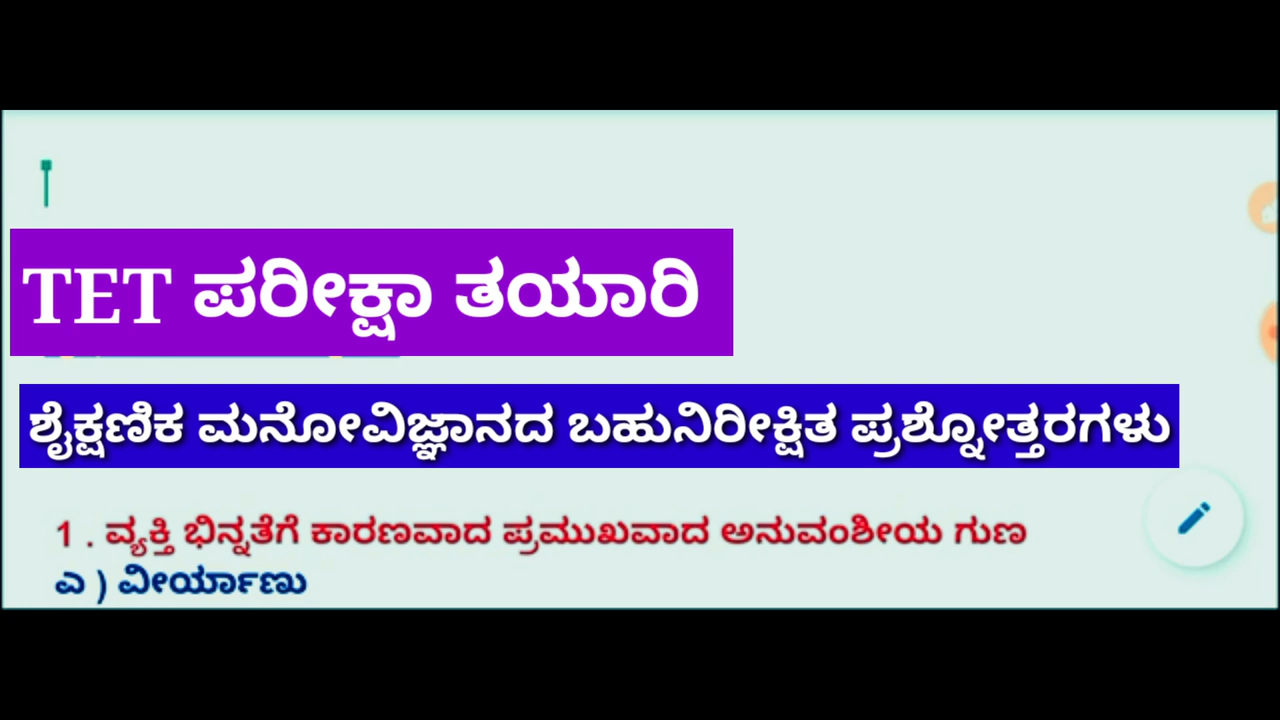 TET ಪರೀಕ್ಷಾ ತಯಾರಿ
ಶೈಕ್ಷಣಿಕ ಮನೋವಿಜ್ಞಾನದ ಬಹುನಿರೀಕ್ಷಿತ ಪ್ರಶ್ನೋತ್ತರಗಳು
1 . ವ್ಯಕ್ತಿ ಭಿನ್ನತೆಗೆ ಕಾರಣವಾದ ಪ್ರಮುಖವಾದ ಅನುವಂಶೀಯ ಗುಣ
ಎ ) ವೀರ್ಯಾಣು